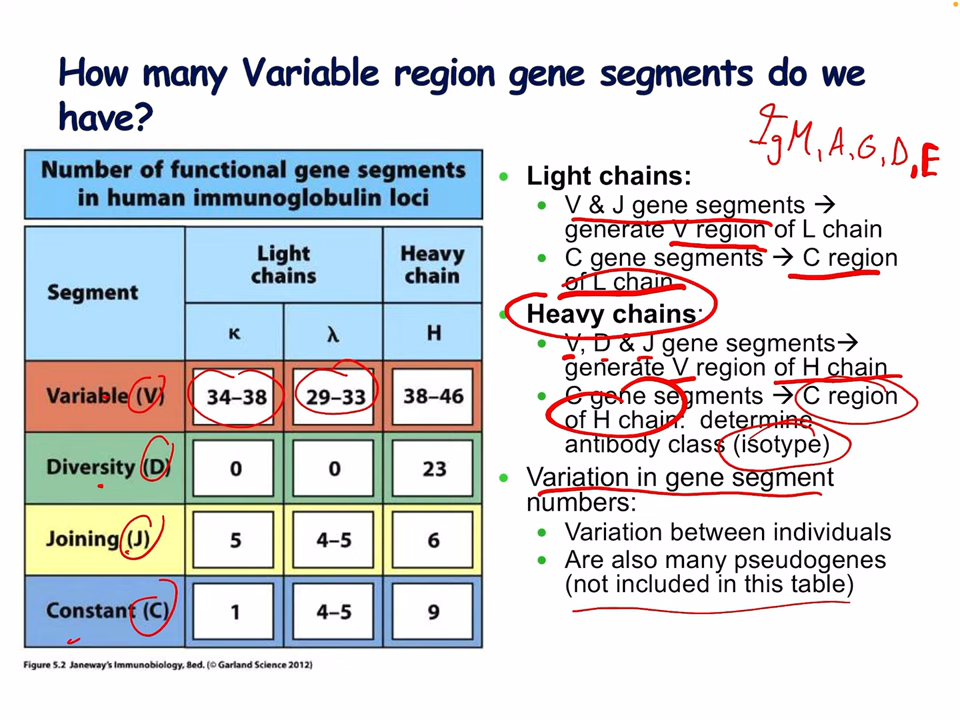 How many Variable region gene segments do we
have?
IgM, A, G, D, E
Number of functional gene segments
in human immunoglobulin loci
Segment
Light
chains
Heavy
chain
κ
λ
H
Variable (V)
34–38
29–33
38–46
Diversity (D)
0
0
23
Joining (J)
5
4–5
6
Constant (C)
1
4–5
9
Figure 5.2 Janeway's Immunobiology, 8ed. (© Garland Science 2012)
• Light chains:
• V & J gene segments →
generate V region of L chain
• C gene segments → C region
of L chain
• Heavy chains:
• V, D & J gene segments→
generate V region of H chain
• C gene segments → C region
of H chain: determine
antibody class (isotype)
• Variation in gene segment
numbers:
• Variation between individuals
• Are also many pseudogenes
(not included in this table)